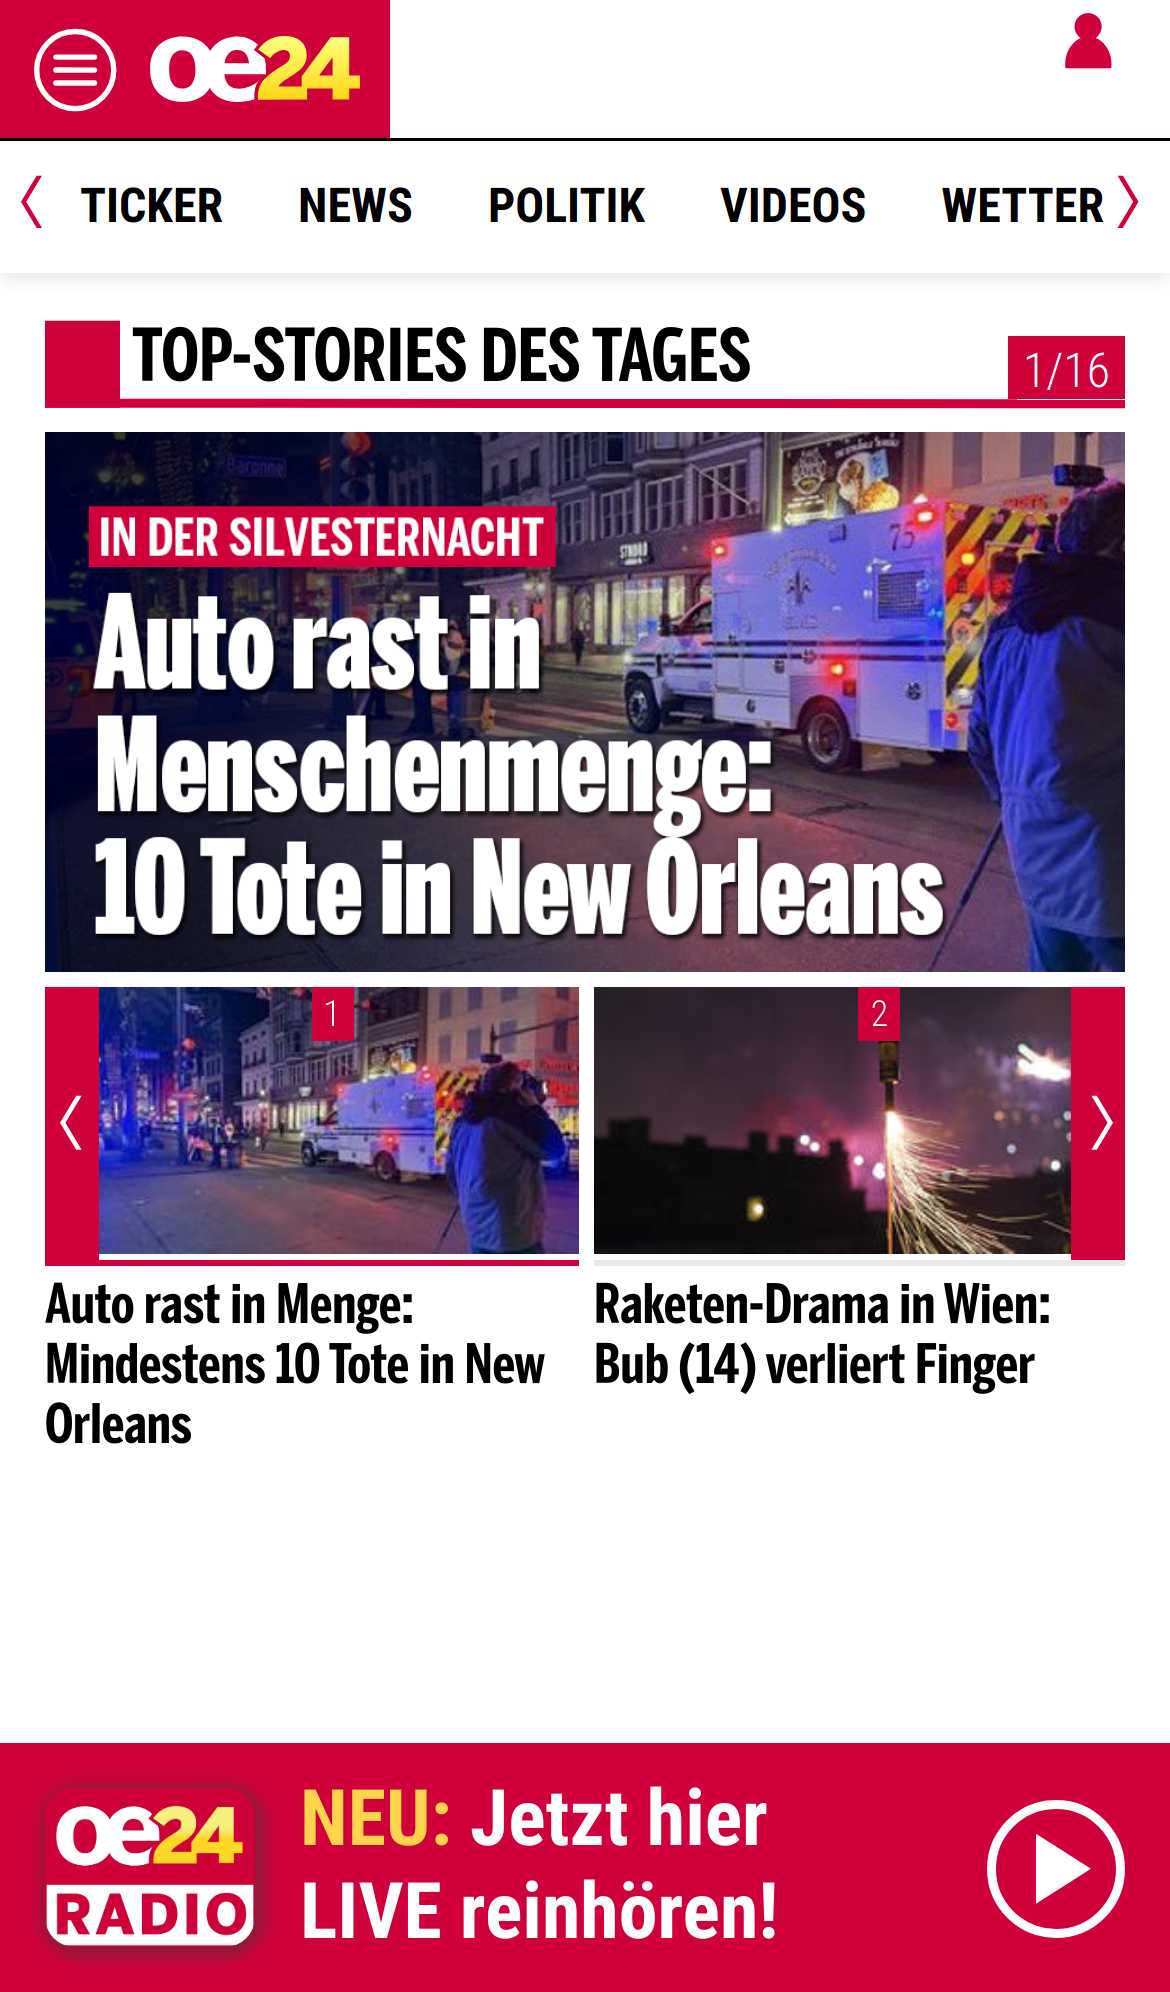 oe24
TICKER NEWS POLITIK VIDEOS WETTER
TOP-STORIES DES TAGES
1/16
Baronne
75
IN DER SILVESTERNACHT
Auto rast in
Menschenmenge:
10 Tote in New Orleans
1
2
Auto rast in Menge:
Mindestens 10 Tote in New
Orleans
Raketen-Drama in Wien:
Bub (14) verliert Finger
oe24
RADIO
NEU: Jetzt hier
LIVE reinhören!